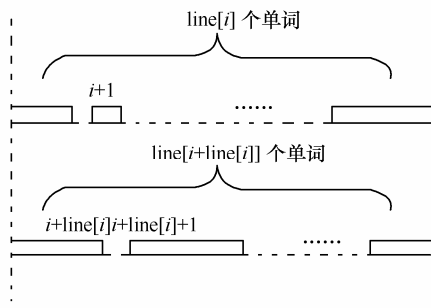 line[i] 个单词
i+1
……
line[i+line[i]] 个单词
i+line[i]i+line[i]+1
……